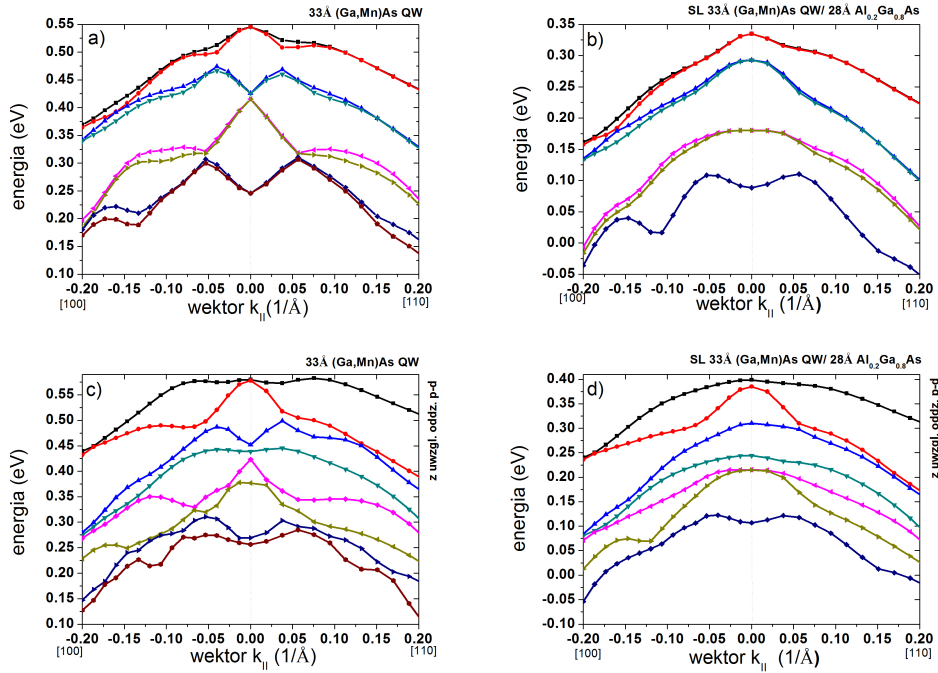 33Å (Ga,Mn)As QW
a)
energia (eV)
0.55
0.50
0.45
0.40
0.35
0.30
0.25
0.20
0.15
0.10
-0.20 -0.15 -0.10 -0.05 0.00 0.05 0.10 0.15 0.20
[100] wektor k|| (1/Å) [110]
SL 33Å (Ga,Mn)As QW/ 28Å Al0.2Ga0.8As
b)
energia (eV)
0.35
0.30
0.25
0.20
0.15
0.10
0.05
0.00
-0.05
-0.20 -0.15 -0.10 -0.05 0.00 0.05 0.10 0.15 0.20
[100] wektor k|| (1/Å) [110]
33Å (Ga,Mn)As QW
c)
energia (eV)
z uwzgl. oddz. p-d
0.55
0.50
0.45
0.40
0.35
0.30
0.25
0.20
0.15
-0.20 -0.15 -0.10 -0.05 0.00 0.05 0.10 0.15 0.20
[100] wektor k|| (1/Å) [110]
SL 33Å (Ga,Mn)As QW/ 28Å Al0.2Ga0.8As
d)
energia (eV)
z uwzgl. oddz. p-d
0.40
0.35
0.30
0.25
0.20
0.15
0.10
0.05
0.00
-0.05
-0.10
-0.20 -0.15 -0.10 -0.05 0.00 0.05 0.10 0.15 0.20
[100] wektor k|| (1/Å) [110]